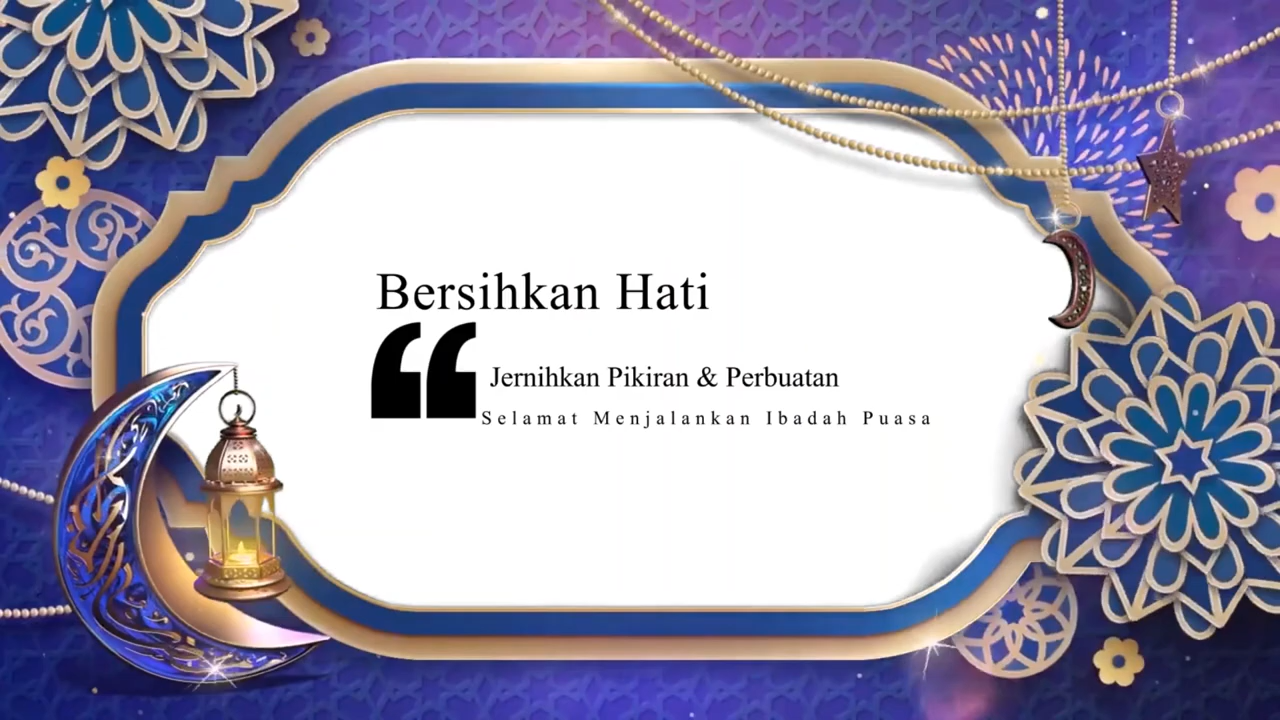 Bersihkan Hati
“
Jernihkan Pikiran & Perbuatan
Selamat Menjalankan Ibadah Puasa